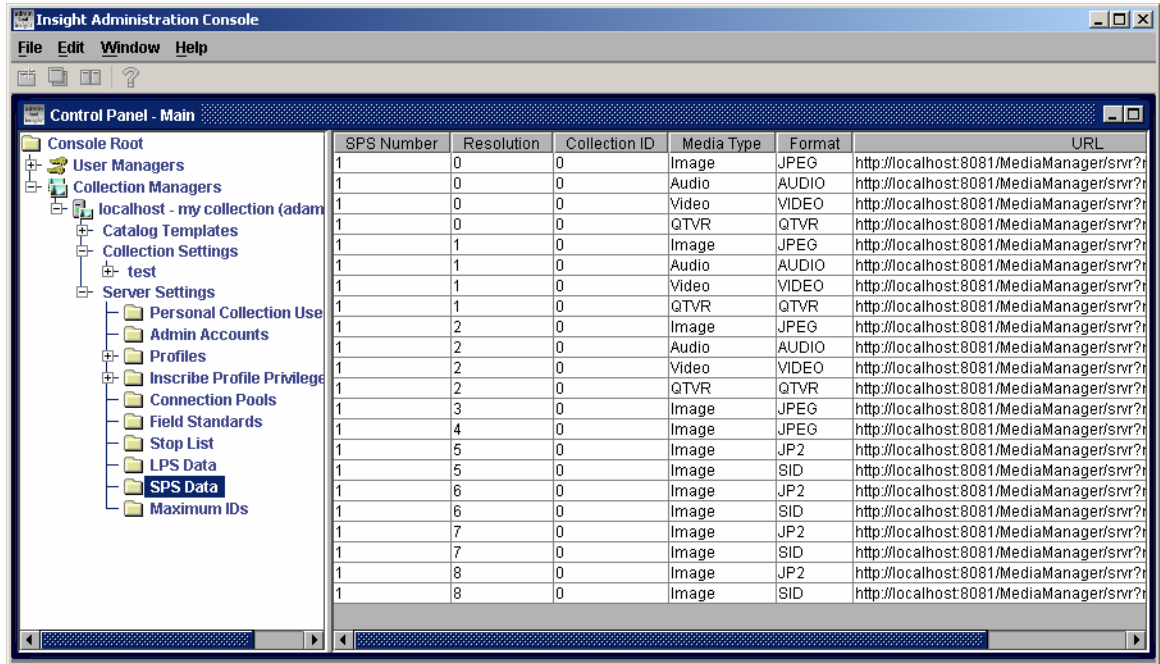 Insight Administration Console
File Edit Window Help
Control Panel - Main
Console Root
User Managers
Collection Managers
localhost - my collection (adam
Catalog Templates
Collection Settings
test
Server Settings
Personal Collection Use
Admin Accounts
Profiles
Inscribe Profile Privilege
Connection Pools
Field Standards
Stop List
LPS Data
SPS Data
Maximum IDs
SPS Number Resolution Collection ID Media Type Format URL
1 0 0 Image JPEG http://localhost:8081/MediaManager/srvr?r
1 0 0 Audio AUDIO http://localhost:8081/MediaManager/srvr?r
1 0 0 Video VIDEO http://localhost:8081/MediaManager/srvr?r
1 0 0 QTVR QTVR http://localhost:8081/MediaManager/srvr?r
1 1 0 Image JPEG http://localhost:8081/MediaManager/srvr?r
1 1 0 Audio AUDIO http://localhost:8081/MediaManager/srvr?r
1 1 0 Video VIDEO http://localhost:8081/MediaManager/srvr?r
1 1 0 QTVR QTVR http://localhost:8081/MediaManager/srvr?r
1 2 0 Image JPEG http://localhost:8081/MediaManager/srvr?r
1 2 0 Audio AUDIO http://localhost:8081/MediaManager/srvr?r
1 2 0 Video VIDEO http://localhost:8081/MediaManager/srvr?r
1 2 0 QTVR QTVR http://localhost:8081/MediaManager/srvr?r
1 3 0 Image JPEG http://localhost:8081/MediaManager/srvr?r
1 4 0 Image JPEG http://localhost:8081/MediaManager/srvr?r
1 5 0 Image JP2 http://localhost:8081/MediaManager/srvr?r
1 5 0 Image SID http://localhost:8081/MediaManager/srvr?r
1 6 0 Image JP2 http://localhost:8081/MediaManager/srvr?r
1 6 0 Image SID http://localhost:8081/MediaManager/srvr?r
1 7 0 Image JP2 http://localhost:8081/MediaManager/srvr?r
1 7 0 Image SID http://localhost:8081/MediaManager/srvr?r
1 8 0 Image JP2 http://localhost:8081/MediaManager/srvr?r
1 8 0 Image SID http://localhost:8081/MediaManager/srvr?r